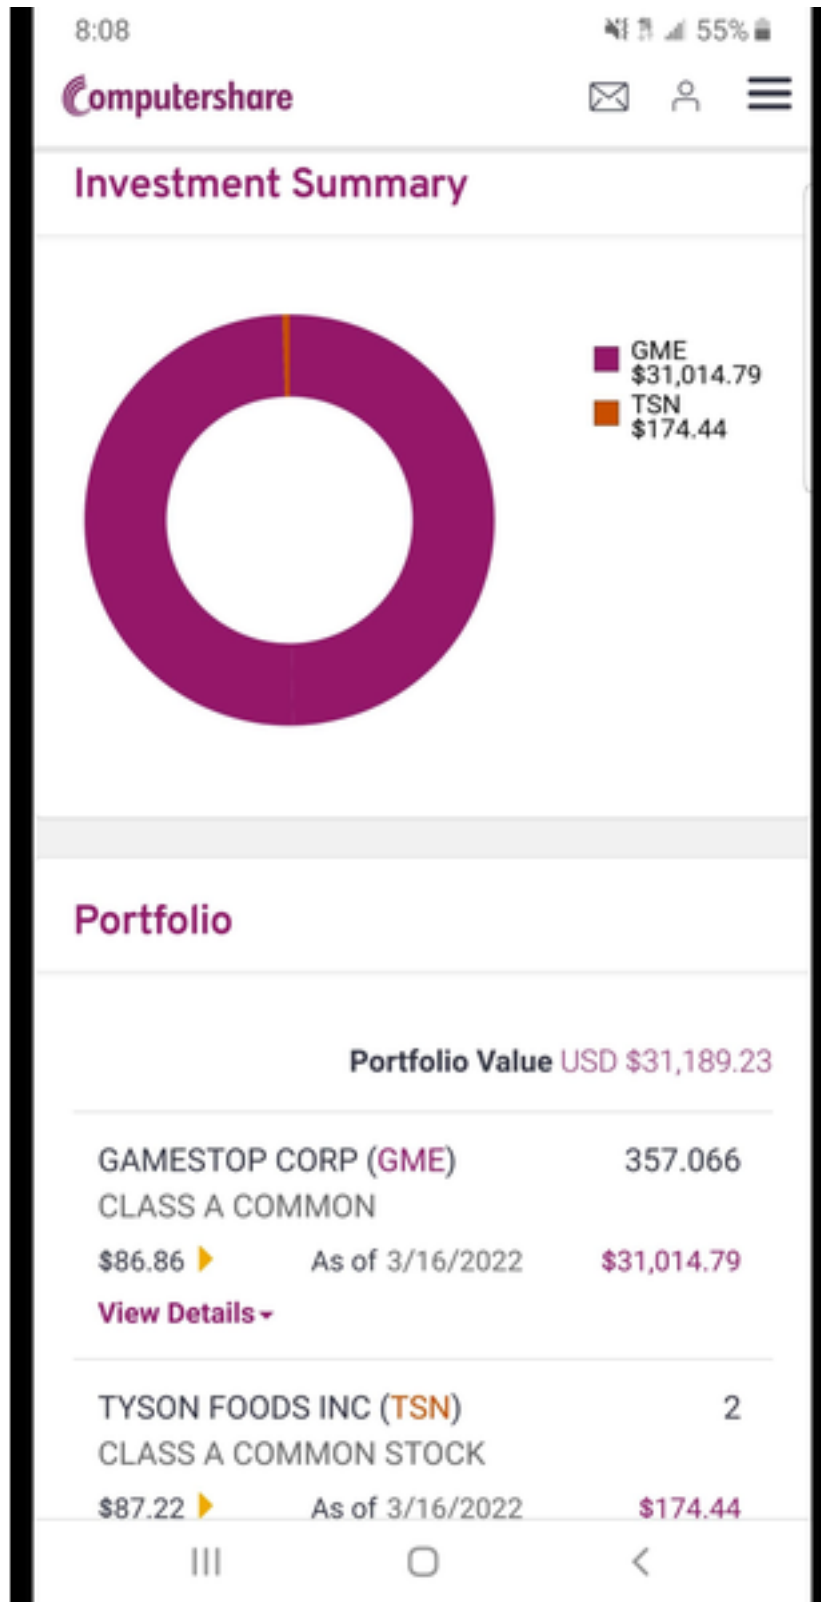 8:08 55%
Computershare
Investment Summary
GME
$31,014.79
TSN
$174.44
Portfolio
Portfolio Value USD $31,189.23
GAMESTOP CORP (GME) 357.066
CLASS A COMMON
$86.86 As of 3/16/2022 $31,014.79
View Details
TYSON FOODS INC (TSN) 2
CLASS A COMMON STOCK
$87.22 As of 3/16/2022 $174.44